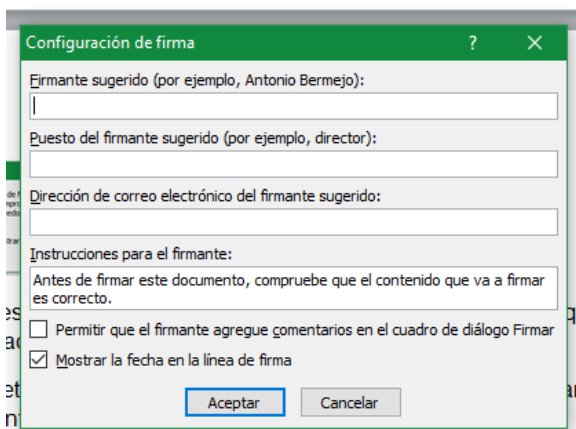 Configuración de firma
Firmante sugerido (por ejemplo, Antonio Bermejo):
Puesto del firmante sugerido (por ejemplo, director):
Dirección de correo electrónico del firmante sugerido:
Instrucciones para el firmante:
Antes de firmar este documento, compruebe que el contenido que va a firmar
es correcto.
Permitir que el firmante agregue comentarios en el cuadro de diálogo Firmar
Mostrar la fecha en la línea de firma
Aceptar Cancelar